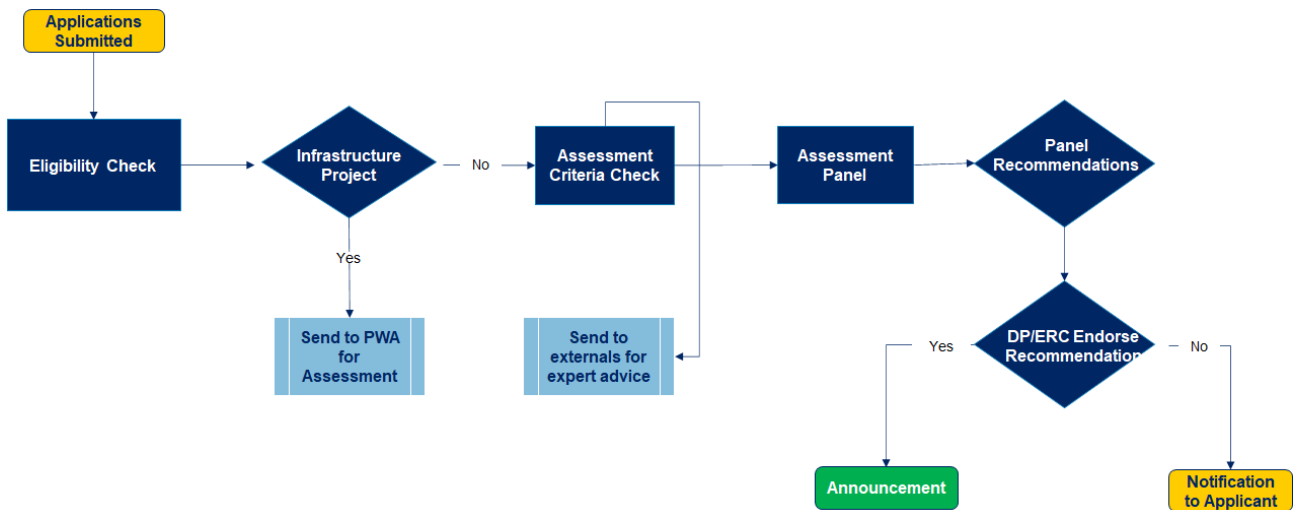 Applications
Submitted
Eligibility Check
Infrastructure
Project
No
Assessment
Criteria Check
Assessment
Panel
Panel
Recommendations
Yes
Send to PWA
for
Assessment
Send to
externals for
expert advice
DP/ERC Endorse
Recommendation
Yes
No
Announcement
Notification
to Applicant